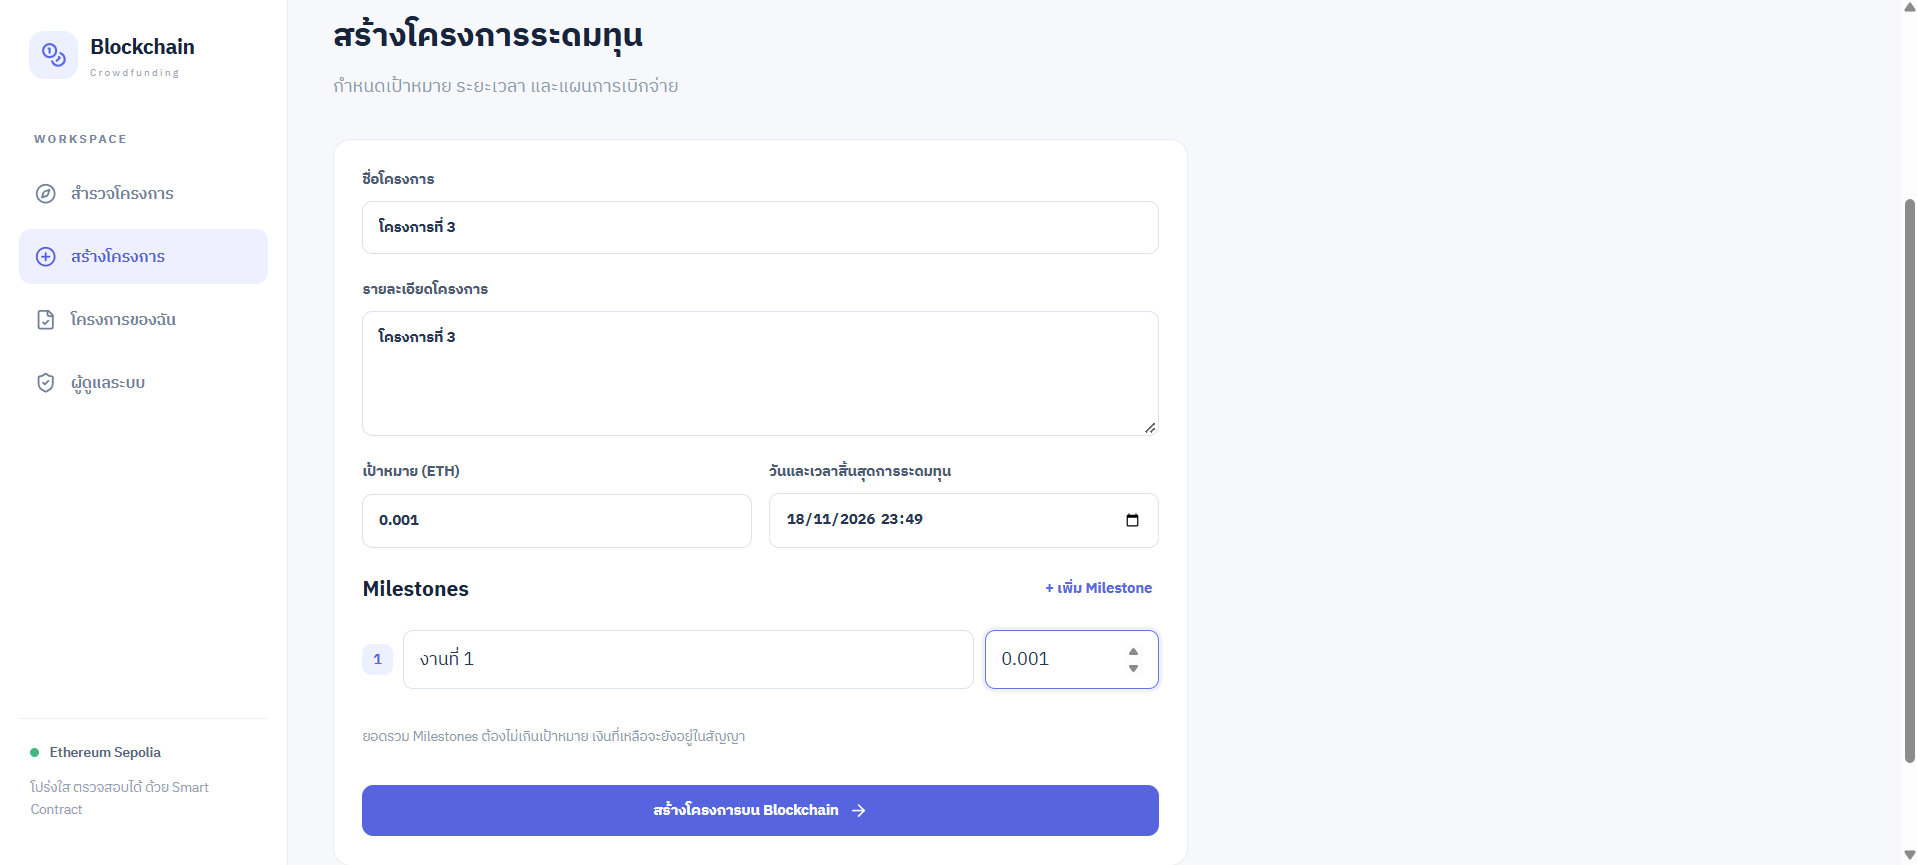 Blockchain
Crowdfunding
WORKSPACE
สำรวจโครงการ
สร้างโครงการ
โครงการของฉัน
ผู้ดูแลระบบ
Ethereum Sepolia
โปร่งใส ตรวจสอบได้ ด้วย Smart
Contract
สร้างโครงการระดมทุน
กำหนดเป้าหมาย ระยะเวลา และแผนการเบิกจ่าย
ชื่อโครงการ
โครงการที่ 3
รายละเอียดโครงการ
โครงการที่ 3
เป้าหมาย (ETH)
วันและเวลาสิ้นสุดการระดมทุน
0.001
18/11/2026 23:49
Milestones
+ เพิ่ม Milestone
1
งานที่ 1
0.001
ยอดรวม Milestones ต้องไม่เกินเป้าหมาย เงินที่เหลือจะยังอยู่ในสัญญา
สร้างโครงการบน Blockchain →